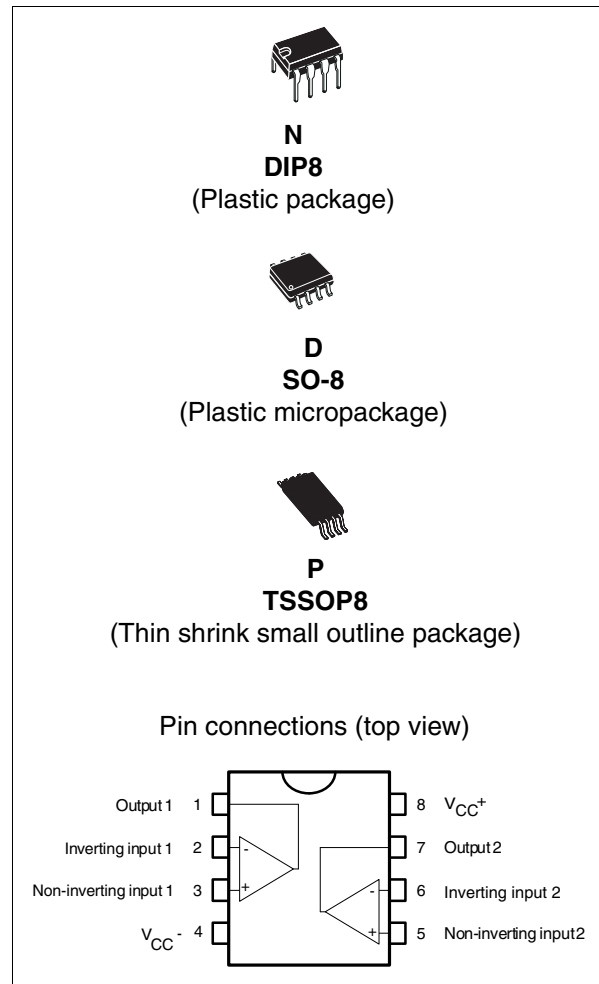 N
DIP8
(Plastic package)
D
SO-8
(Plastic micropackage)
P
TSSOP8
(Thin shrink small outline package)
Pin connections (top view)
Output 1 1 8 VCC+
Inverting input 1 2 - 7 Output 2
Non-inverting input 1 3 + - 6 Inverting input 2
VCC - 4 + 5 Non-inverting input2